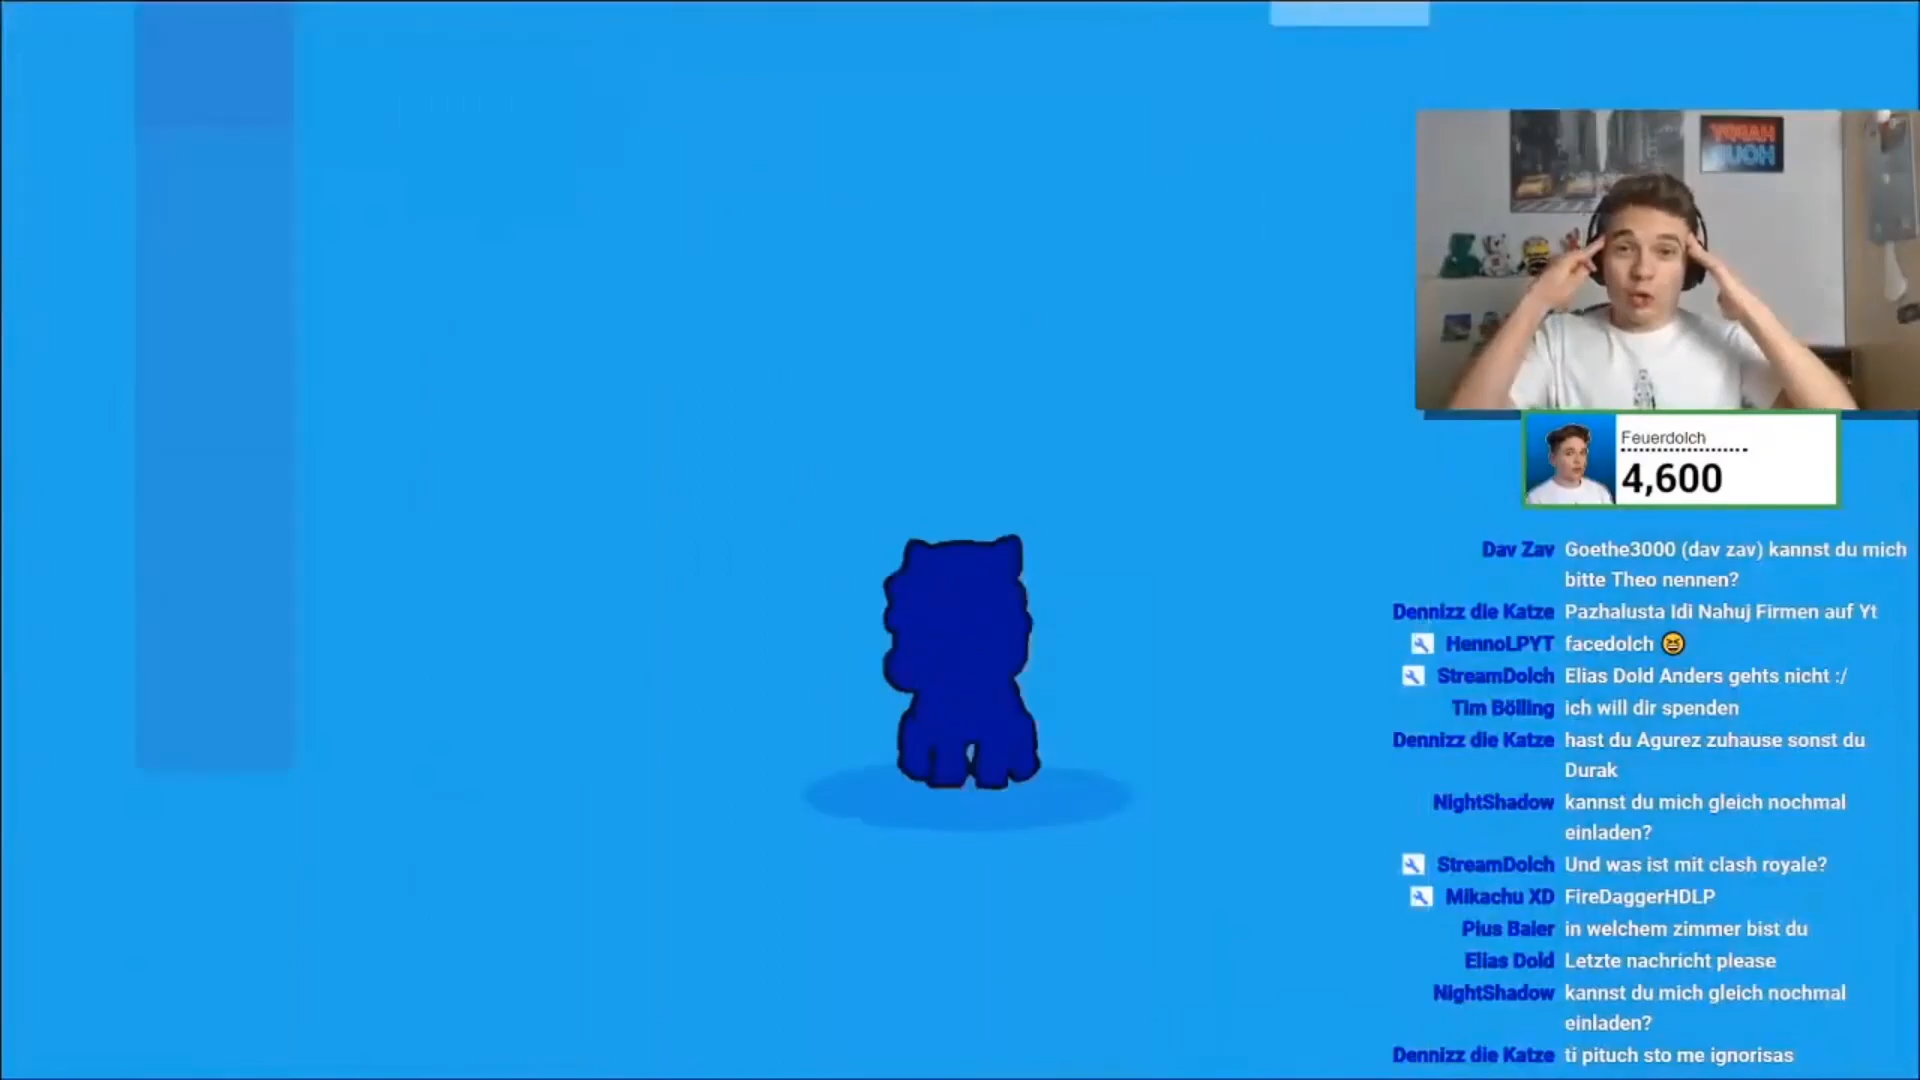 HAPPY
HOUR
Feuerdolch
4,600
Dav Zav Goethe3000 (dav zav) kannst du mich
bitte Theo nennen?
Dennizz die Katze Pazhalusta Idi Nahuj Firmen auf Yt
HennoLPYT facedolch 😆
StreamDolch Elias Dold Anders gehts nicht :/
Tim Bölling ich will dir spenden
Dennizz die Katze hast du Agurez zuhause sonst du
Durak
NightShadow kannst du mich gleich nochmal
einladen?
StreamDolch Und was ist mit clash royale?
Mikachu XD FireDaggerHDLP
Pius Baier in welchem zimmer bist du
Elias Dold Letzte nachricht please
NightShadow kannst du mich gleich nochmal
einladen?
Dennizz die Katze ti pituch sto me ignorisas